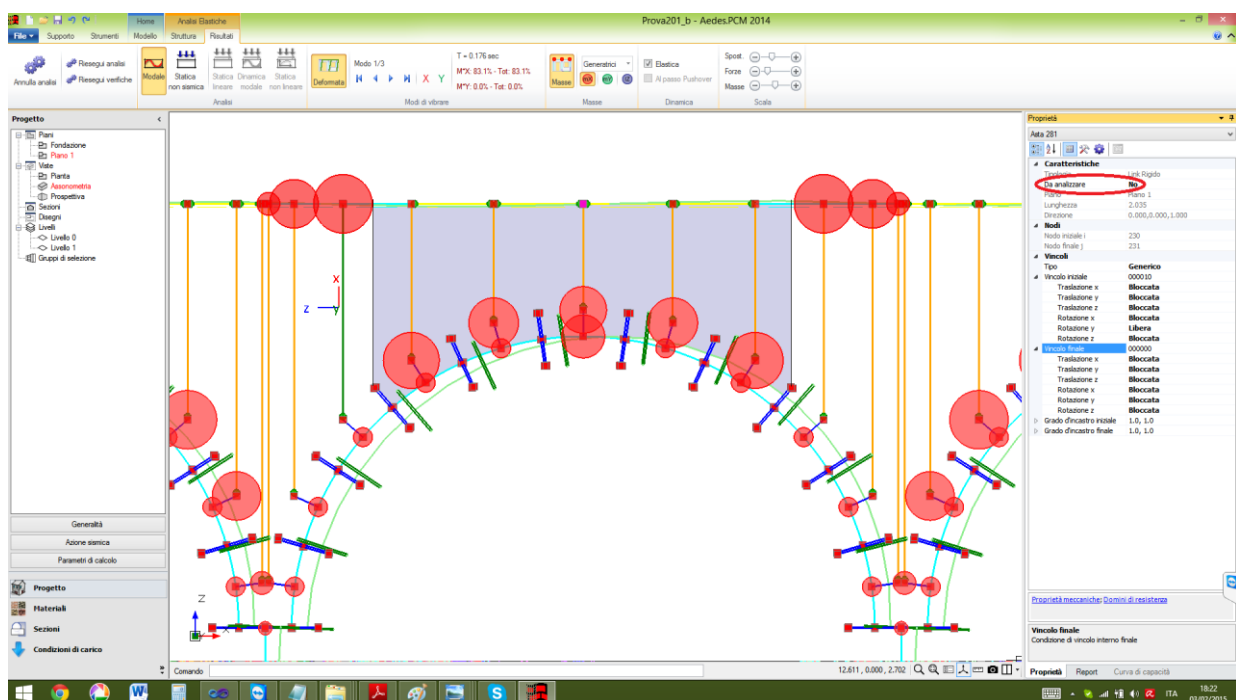 Home
Analisi Elastiche
Prova201_b - Aedes.PCM 2014
File
Supporto
Strumenti
Modello
Struttura
Risultati
Annulla analisi
Riesegui analisi
Riesegui verifiche
Modale
Statica non sismica
Statica lineare
Dinamica modale
Statica non lineare
Analisi
Deformata
Modo 1/3
X Y
T = 0.176 sec
M*X: 83.1% - Tot: 83.1%
M*Y: 0.0% - Tot: 0.0%
Modi di vibrare
Masse
Generatrici
Masse
Elastica
Al passo Pushover
Dinamica
Spost.
Forze
Masse
Scala
Progetto
Piani
Fondazione
Piano 1
Viste
Pianta
Assonometria
Prospettiva
Sezioni
Disegni
Livelli
Livello 0
Livello 1
Gruppi di selezione
Generalità
Azione sismica
Parametri di calcolo
Progetto
Materiali
Sezioni
Condizioni di carico
X
Z
Y
Z
X
Comando
12.611, 0.000, 2.702
Proprietà
Asta 281
Caratteristiche
Tipologia Link Rigido
Da analizzare No
Piano Piano 1
Lunghezza 2.035
Direzione 0.000,0.000,1.000
Nodi
Nodo iniziale i 230
Nodo finale j 231
Vincoli
Tipo Generico
Vincolo iniziale 000010
Traslazione x Bloccata
Traslazione y Bloccata
Traslazione z Bloccata
Rotazione x Bloccata
Rotazione y Libera
Rotazione z Bloccata
Vincolo finale 000000
Traslazione x Bloccata
Traslazione y Bloccata
Traslazione z Bloccata
Rotazione x Bloccata
Rotazione y Bloccata
Rotazione z Bloccata
Grado d'incastro iniziale 1.0, 1.0
Grado d'incastro finale 1.0, 1.0
Proprietà meccaniche; Domini di resistenza
Vincolo finale
Condizione di vincolo interno finale
Proprietà Report Curva di capacità
ITA
18:22
03/02/2015